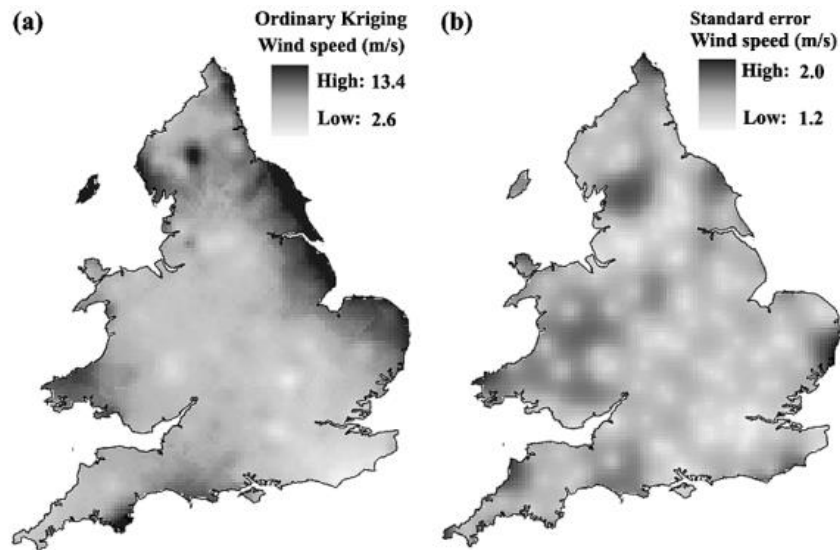 (a)
Ordinary Kriging
Wind speed (m/s)
High: 13.4
Low: 2.6
(b)
Standard error
Wind speed (m/s)
High: 2.0
Low: 1.2